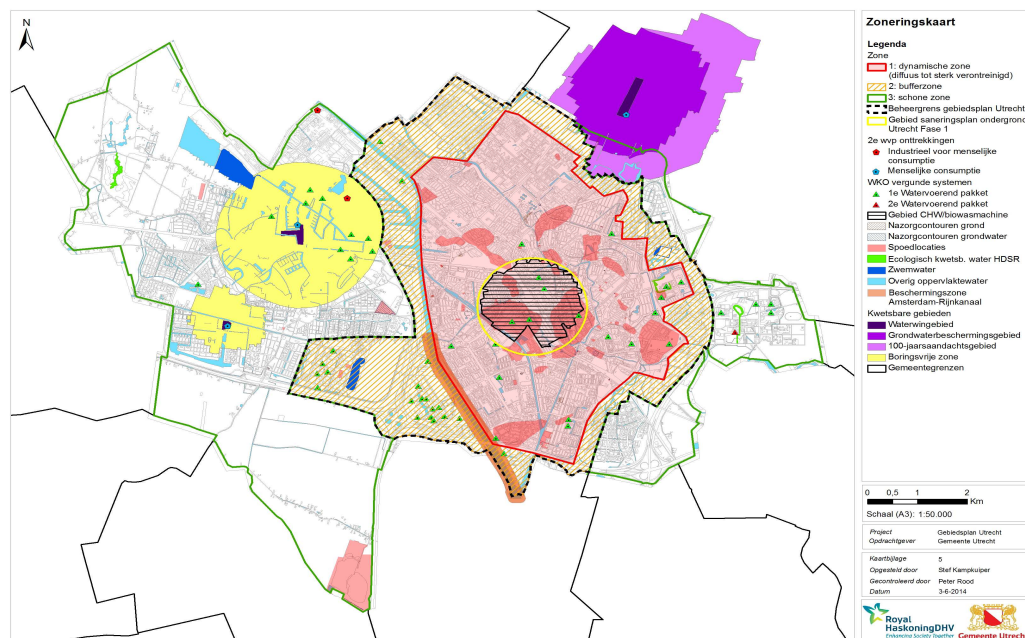 N
Zoneringskaart
Legenda
Zone
1: dynamische zone
(diffuus tot sterk verontreinigd)
2: bufferzone
3: schone zone
Beheergrens gebiedsplan Utrecht
Gebied saneringsplan ondergrond
Utrecht Fase 1
2e wvp onttrekkingen
Industrieel voor menselijke
consumptie
Menselijke consumptie
WKO vergunde systemen
1e Watervoerend pakket
2e Watervoerend pakket
Gebied CHW/biowasmachine
Nazorgcontouren grond
Nazorgcontouren grondwater
Spoedlocaties
Ecologisch kwetsb. water HDSR
Zwemwater
Overig oppervlaktewater
Beschermingszone
Amsterdam-Rijnkanaal
Kwetsbare gebieden
Waterwingebied
Grondwaterbeschermingsgebied
100-jaarsaandachtsgebied
Boringsvrije zone
Gemeentegrenzen
0 0,5 1 2
Km
Schaal (A3): 1:50.000
Project Gebiedsplan Utrecht
Opdrachtgever Gemeente Utrecht
Kaartbijlage 5
Opgesteld door Stef Kampkuiper
Gecontroleerd door Peter Rood
Datum 3-6-2014
Royal
HaskoningDHV
Enhancing Society Together
Gemeente Utrecht